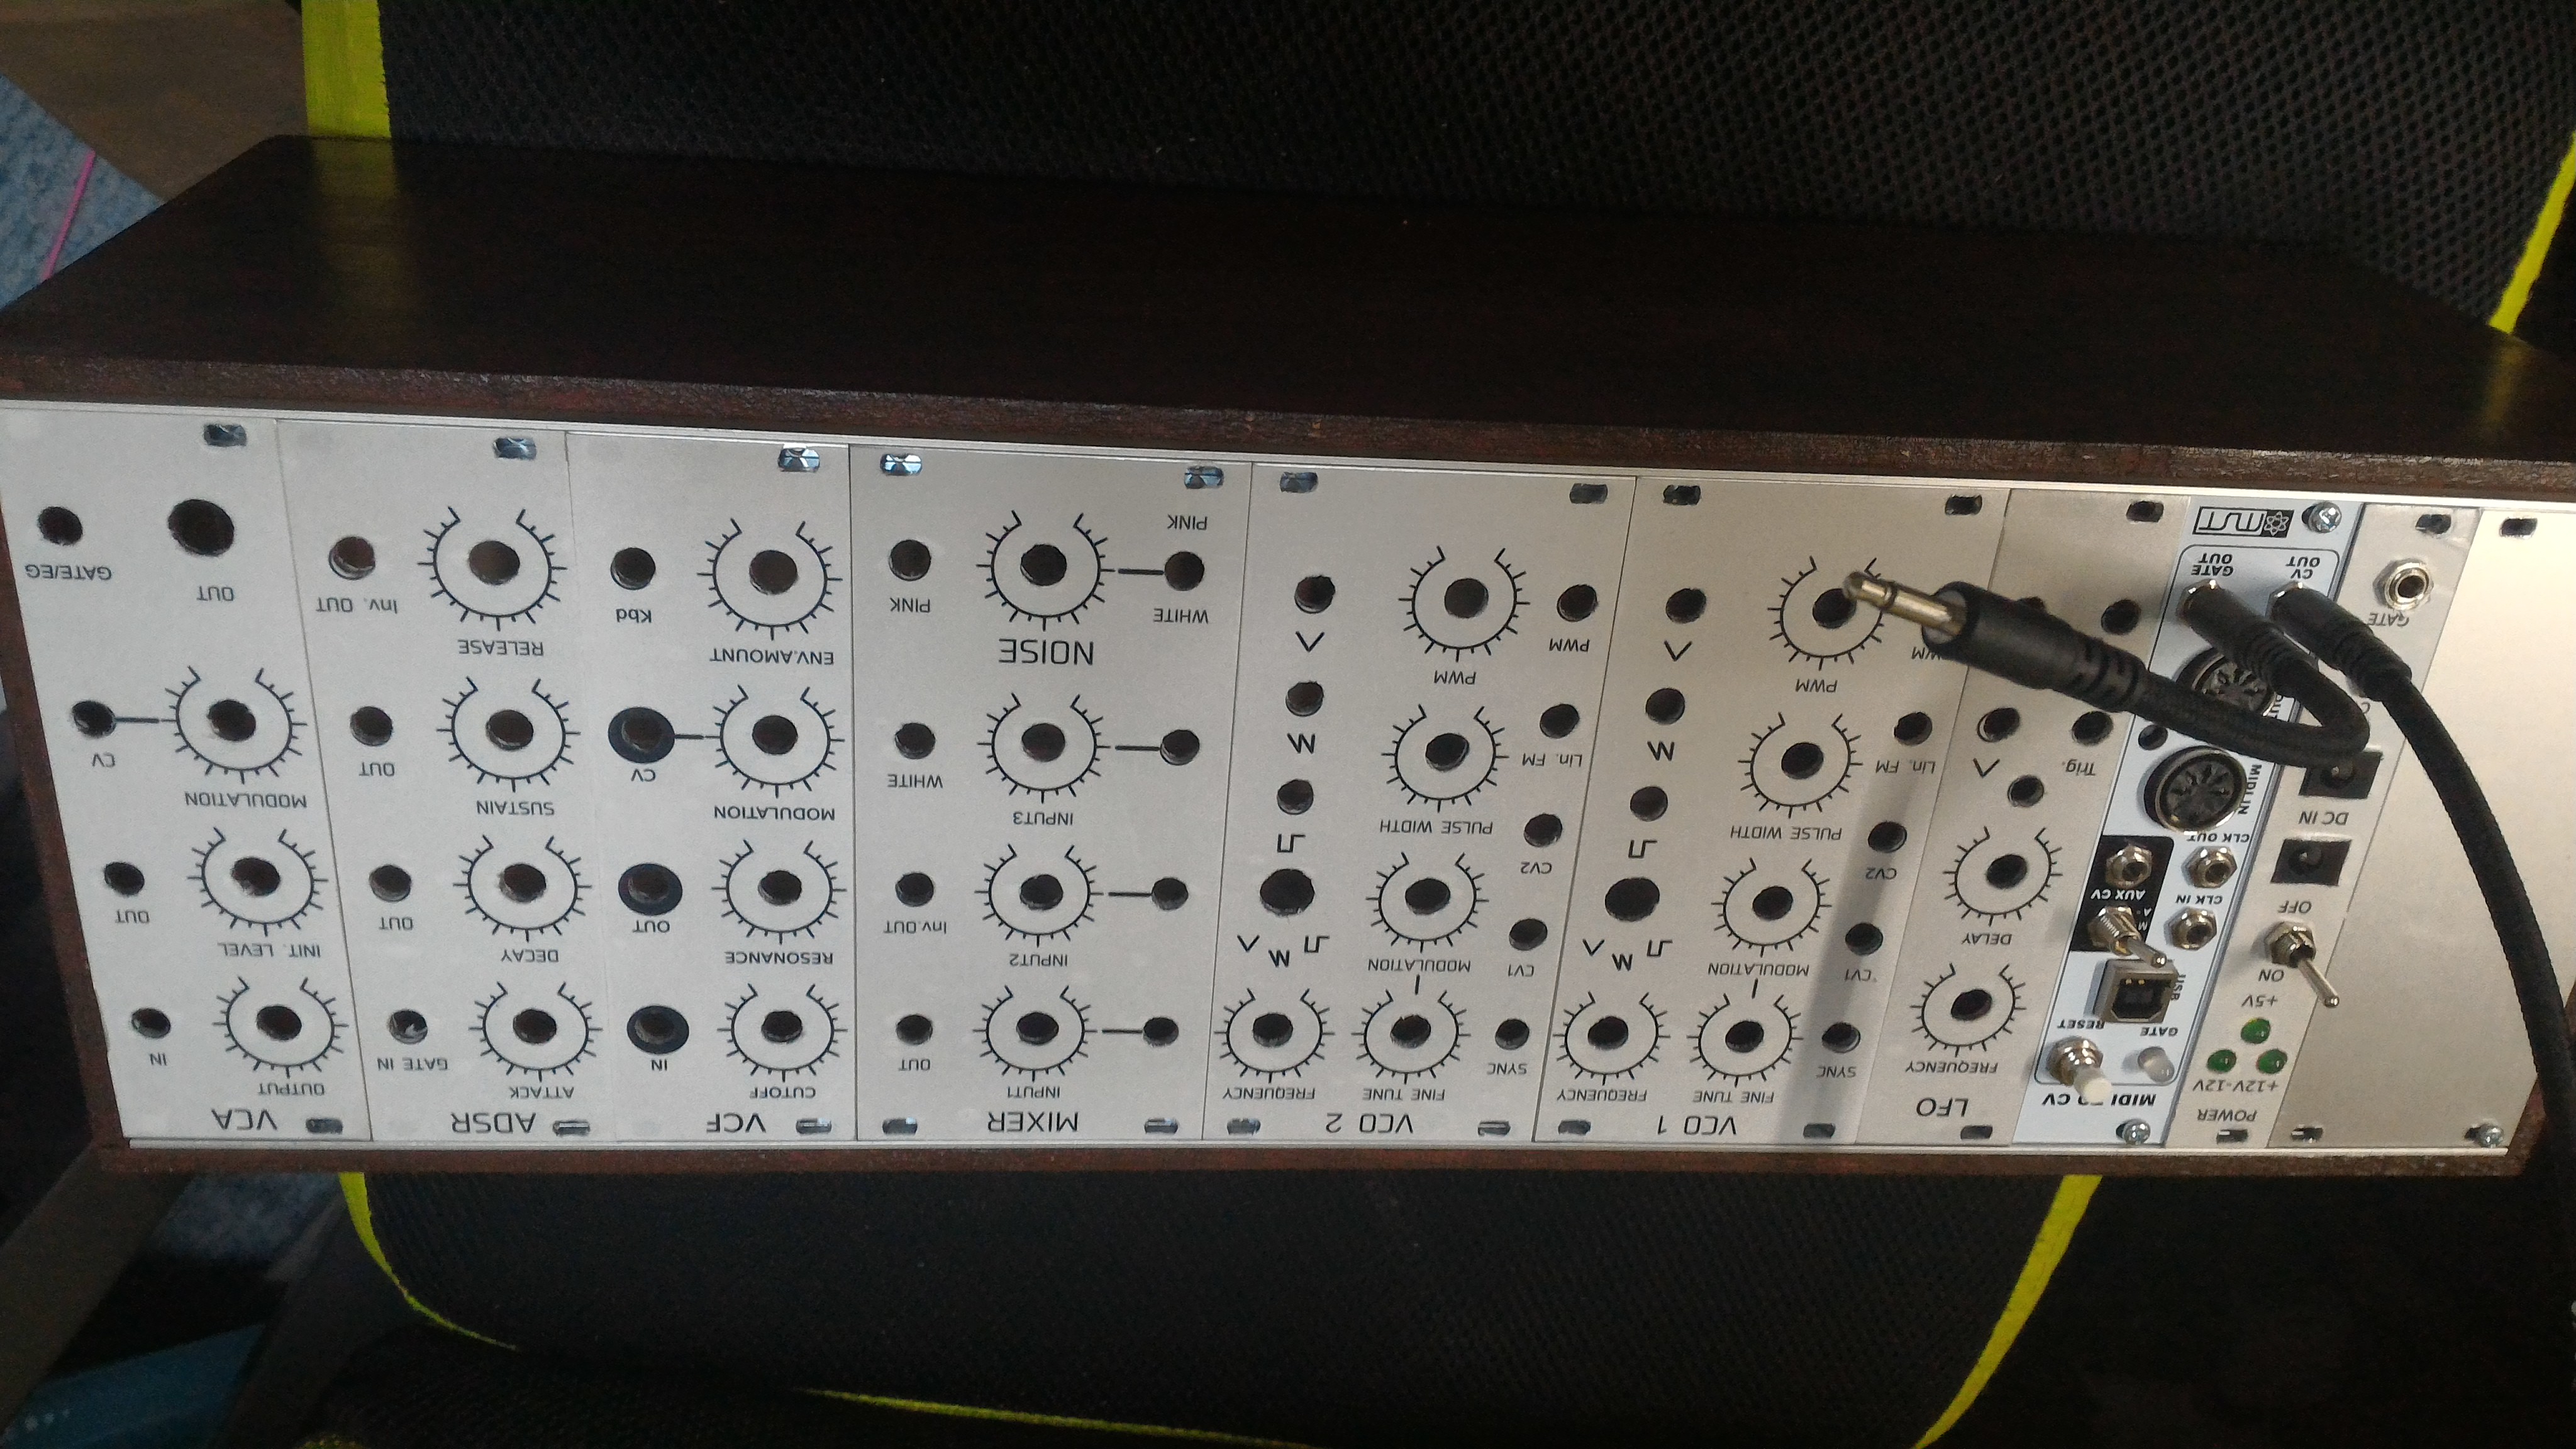 POWER
+12V -12V
+5V
ON
OFF
DC IN
GATE
MIDI TO CV
GATE
RESET
USB
CLK IN
M
A
AUX CV
CLK OUT
MIDI IN
CV
OUT
GATE
OUT
MST
LFO
FREQUENCY
DELAY
Trig.
VCO 1
FINE TUNE
FREQUENCY
SYNC
CV1
MODULATION
CV2
PULSE WIDTH
Lin. FM
PWM
PWM
VCO 2
FINE TUNE
FREQUENCY
SYNC
CV1
MODULATION
CV2
PULSE WIDTH
Lin. FM
PWM
PWM
MIXER
INPUT1
OUT
INPUT2
Inv.OUT
INPUT3
WHITE
NOISE
WHITE
PINK
PINK
VCF
CUTOFF
IN
RESONANCE
OUT
MODULATION
CV
ENV.AMOUNT
Kbd
ADSR
ATTACK
GATE IN
DECAY
OUT
SUSTAIN
OUT
RELEASE
Inv. OUT
VCA
OUTPUT
IN
INIT. LEVEL
OUT
MODULATION
CV
OUT
GATE/EG